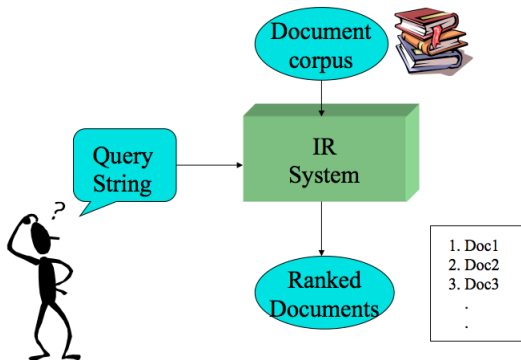 Document
corpus
IR
System
Query
String
?
Ranked
Documents
1. Doc1
2. Doc2
3. Doc3
.
.